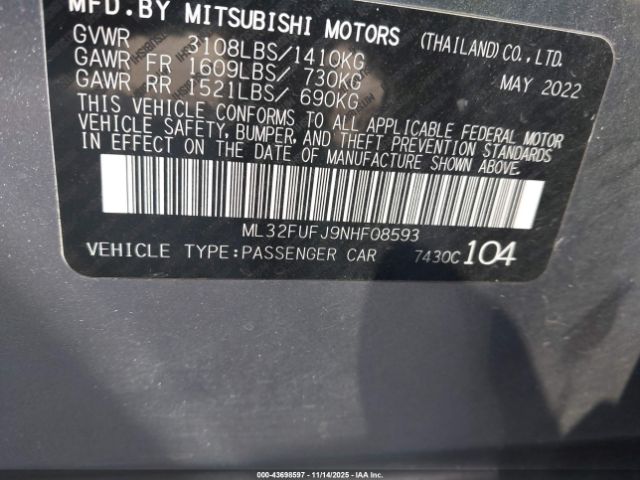 MFD.BY MITSUBISHI MOTORS (THAILAND) CO., LTD.
GVWR 3108LBS/1410KG MAY 2022
GAWR FR 1609LBS/ 730KG
GAWR RR 1521LBS/ 690KG
THIS VEHICLE CONFORMS TO ALL APPLICABLE FEDERAL MOTOR
VEHICLE SAFETY, BUMPER, AND THEFT PREVENTION STANDARDS
IN EFFECT ON THE DATE OF MANUFACTURE SHOWN ABOVE.
ML32FUFJ9NHF08593
VEHICLE TYPE:PASSENGER CAR 7430C 104
000-43698597 - 11/14/2025 - IAA, Inc.